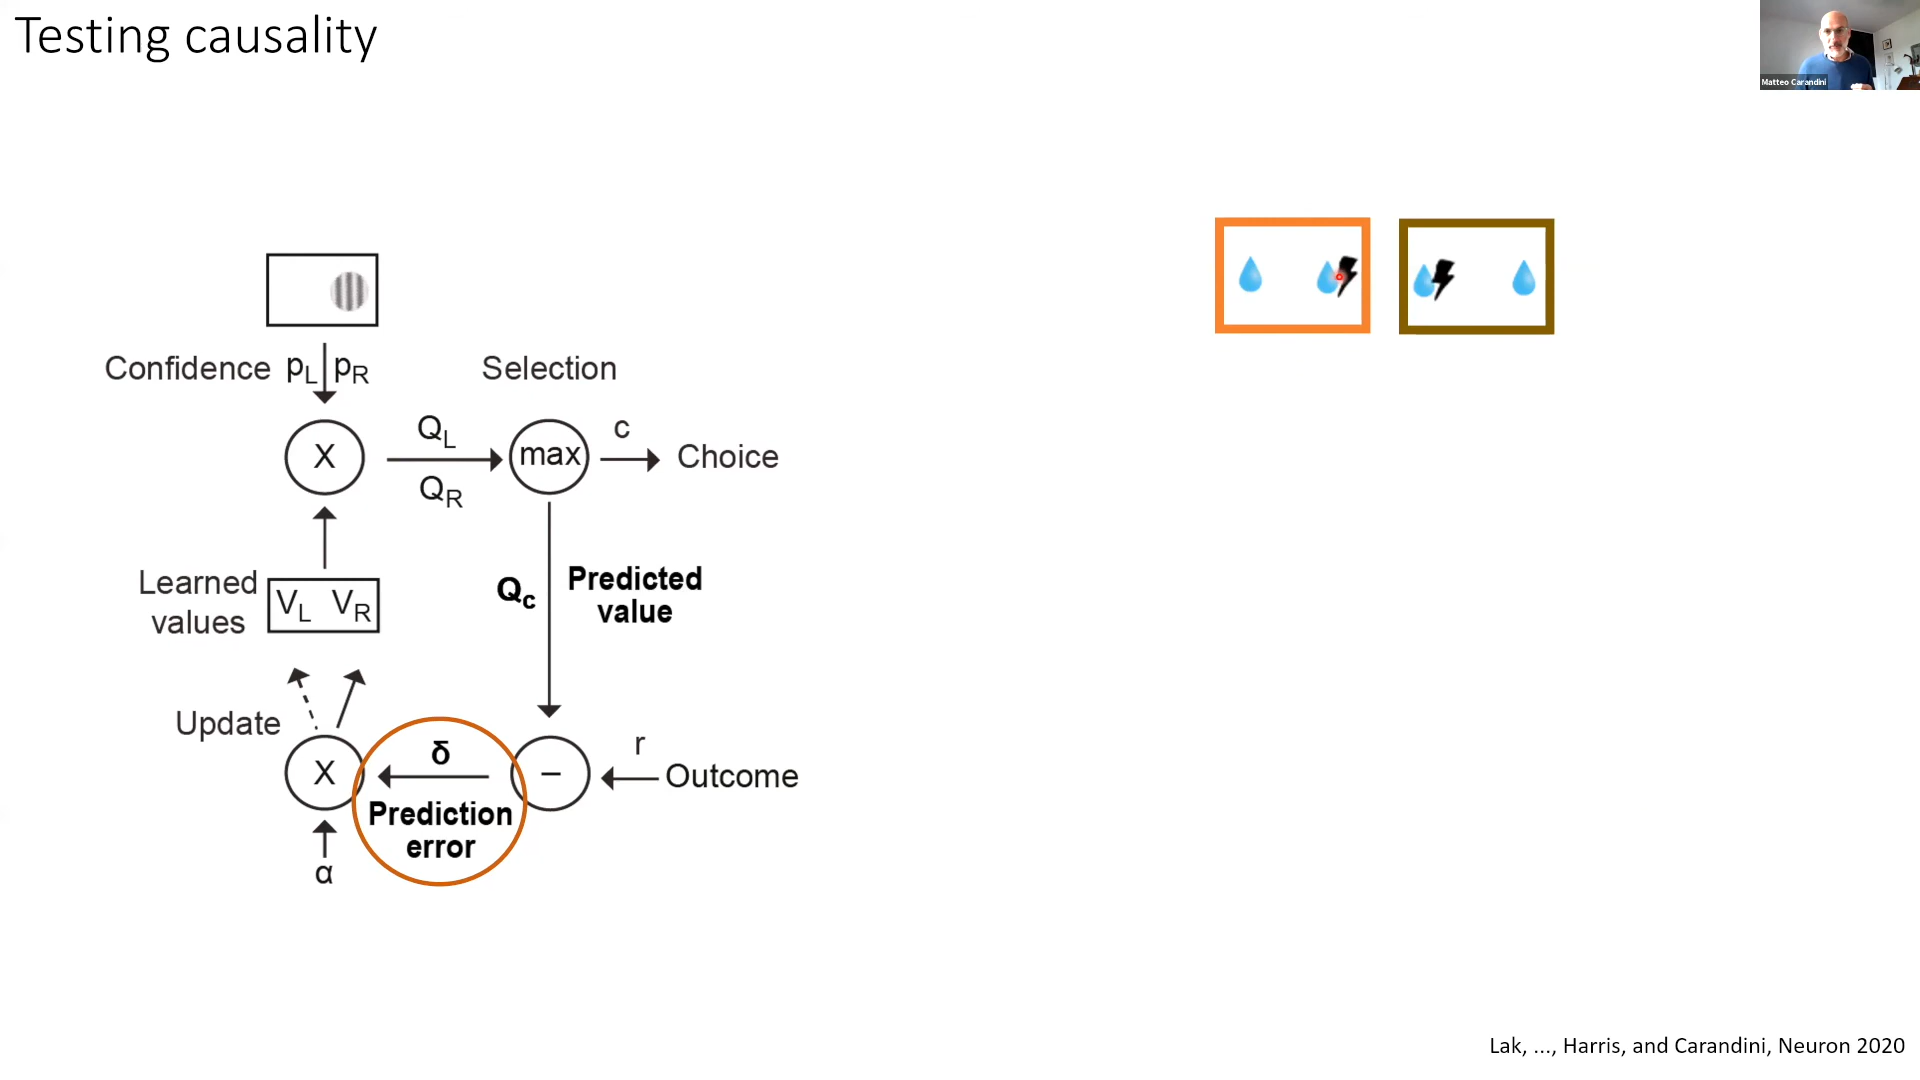 Testing causality
Matteo Carandini
Confidence pL pR
Selection
X
QL
QR
max
c
Choice
Learned
values
VL VR
Qc
Predicted
value
Update
X
δ
Prediction
error
−
r
Outcome
α
Lak, ..., Harris, and Carandini, Neuron 2020